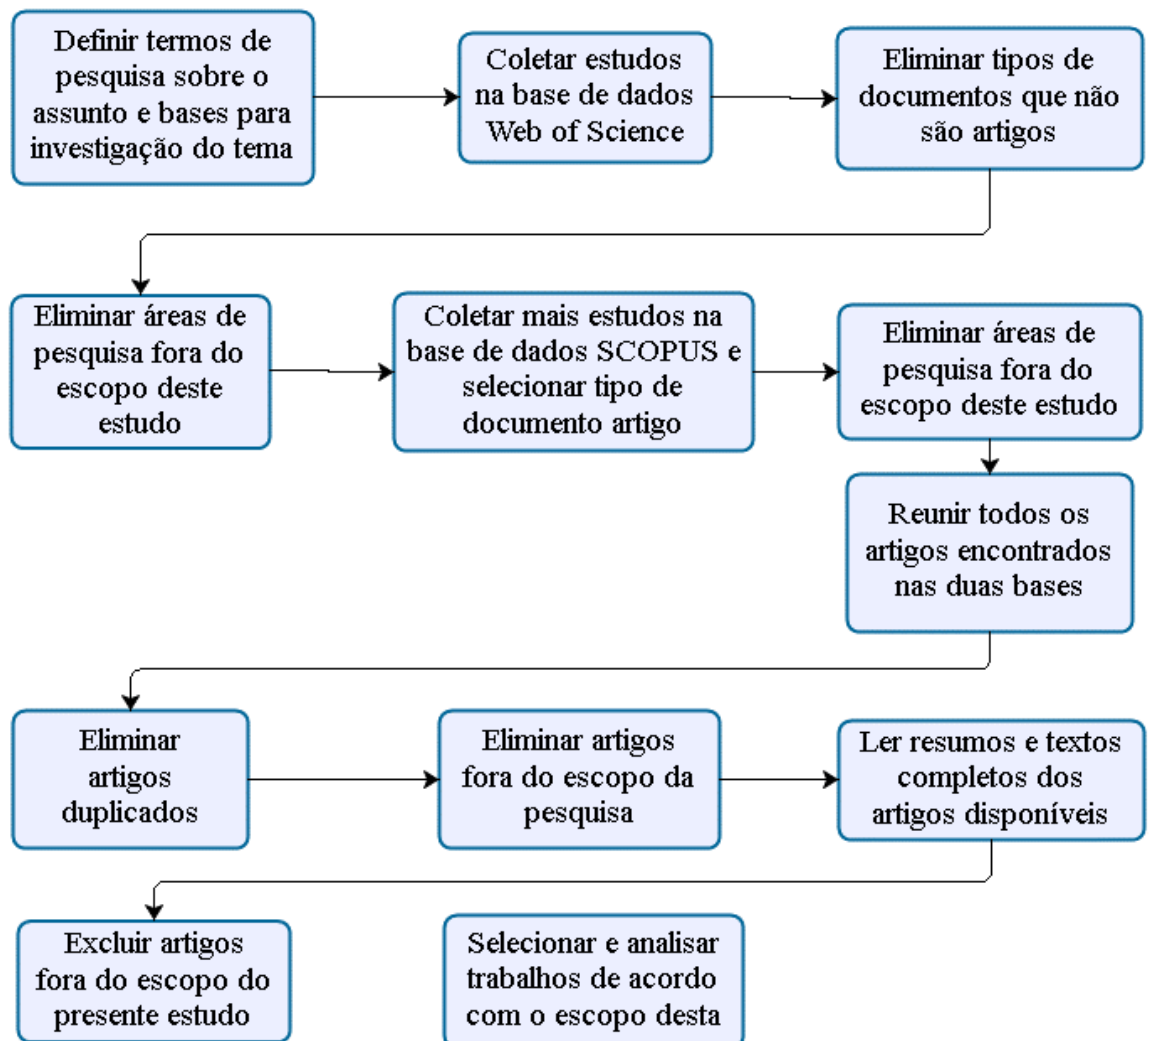 Definir termos de
pesquisa sobre o
assunto e bases para
investigação do tema
Coletar estudos
na base de dados
Web of Science
Eliminar tipos de
documentos que não
são artigos
Eliminar áreas de
pesquisa fora do
escopo deste
estudo
Coletar mais estudos na
base de dados SCOPUS e
selecionar tipo de
documento artigo
Eliminar áreas de
pesquisa fora do
escopo deste estudo
Reunir todos os
artigos encontrados
nas duas bases
Eliminar
artigos
duplicados
Eliminar artigos
fora do escopo da
pesquisa
Ler resumos e textos
completos dos
artigos disponíveis
Excluir artigos
fora do escopo do
presente estudo
Selecionar e analisar
trabalhos de acordo
com o escopo desta